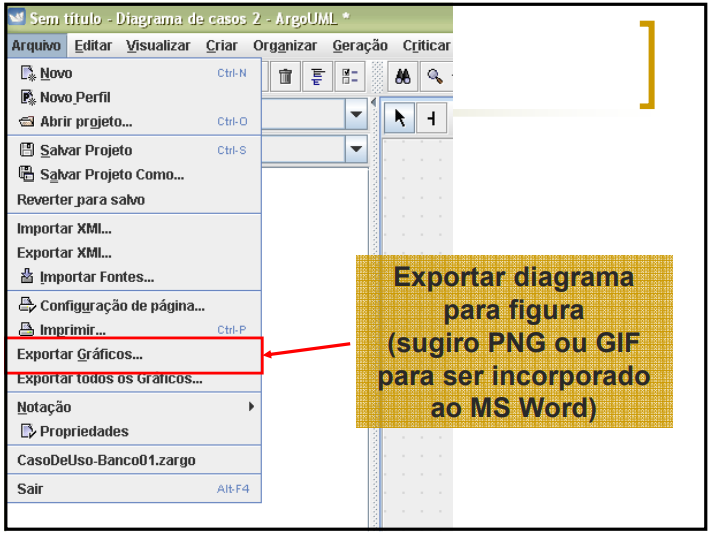 Sem título - Diagrama de casos 2 - ArgoUML *
Arquivo Editar Visualizar Criar Organizar Geração Criticar
Novo Ctrl-N
Novo Perfil
Abrir projeto... Ctrl-O
Salvar Projeto Ctrl-S
Salvar Projeto Como...
Reverter para salvo
Importar XMI...
Exportar XMI...
Importar Fontes...
Configuração de página...
Imprimir... Ctrl-P
Exportar Gráficos...
Exportar todos os Gráficos...
Notação
Propriedades
CasoDeUso-Banco01.zargo
Sair Alt-F4
Exportar diagrama
para figura
(sugiro PNG ou GIF
para ser incorporado
ao MS Word)